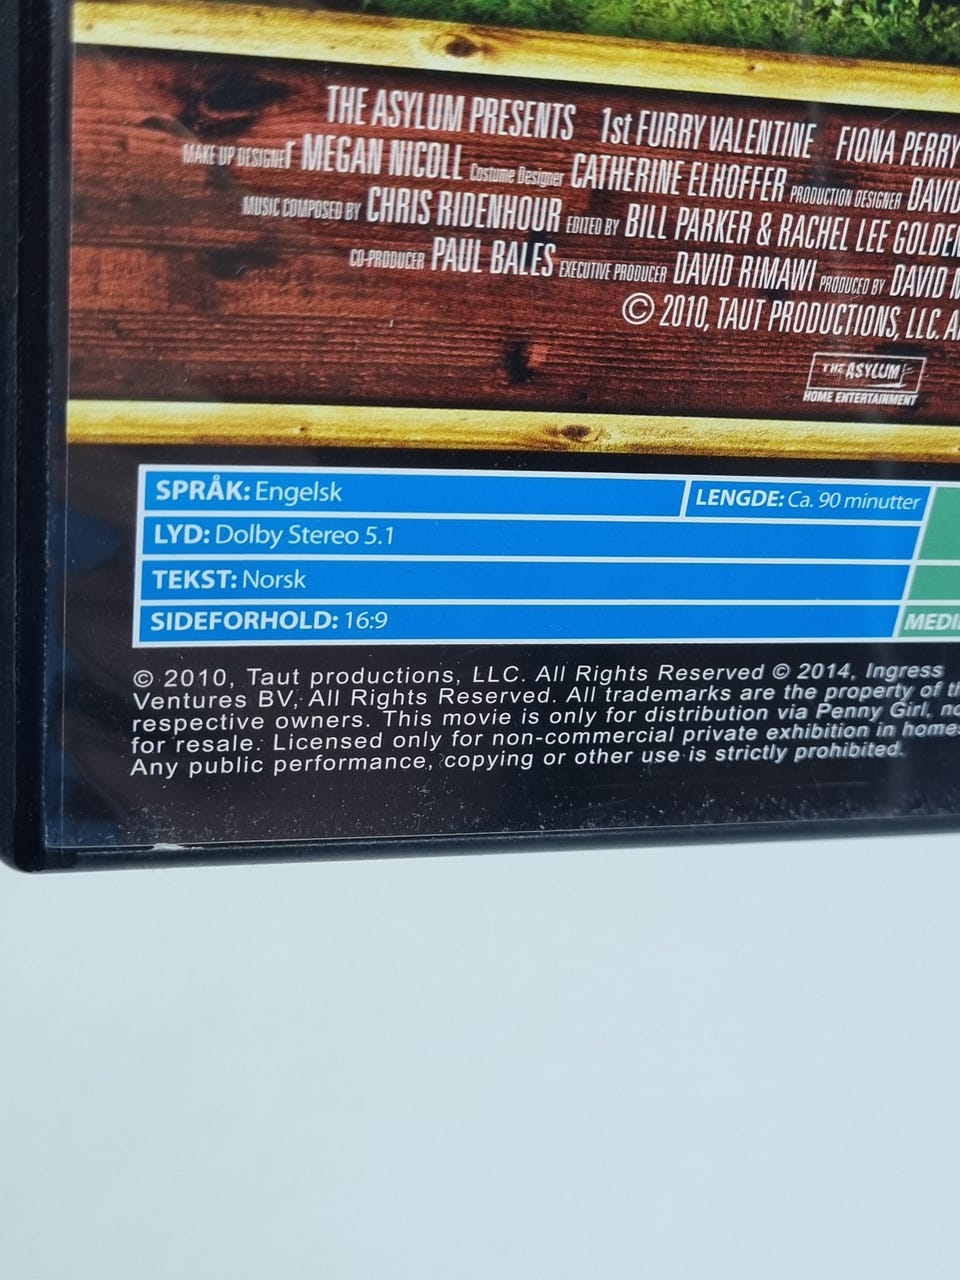 THE ASYLUM PRESENTS 1st FURRY VALENTINE FIONA PERRY
MAKE UP DESIGNEr MEGAN NICOLL Costume Designer CATHERINE ELHOFFER PRODUCTION DESIGNER DAVID
MUSIC COMPOSED BY CHRIS RIDENHOUR EDITED BY BILL PARKER & RACHEL LEE GOLDEN
CO-PRODUCER PAUL BALES EXECUTIVE PRODUCER DAVID RIMAWI PRODUCED BY DAVID
© 2010, TAUT PRODUCTIONS, LLC.
THE ASYLUM
HOME ENTERTAINMENT
SPRÅK: Engelsk LENGDE: Ca. 90 minutter
LYD: Dolby Stereo 5.1
TEKST: Norsk
SIDEFORHOLD: 16:9 MEDI
© 2010, Taut productions, LLC. All Rights Reserved © 2014, Ingress
Ventures BV, All Rights Reserved. All trademarks are the property of
respective owners. This movie is only for distribution via Penny Girl,
for resale. Licensed only for non-commercial private exhibition in homes
Any public performance, copying or other use is strictly prohibited.